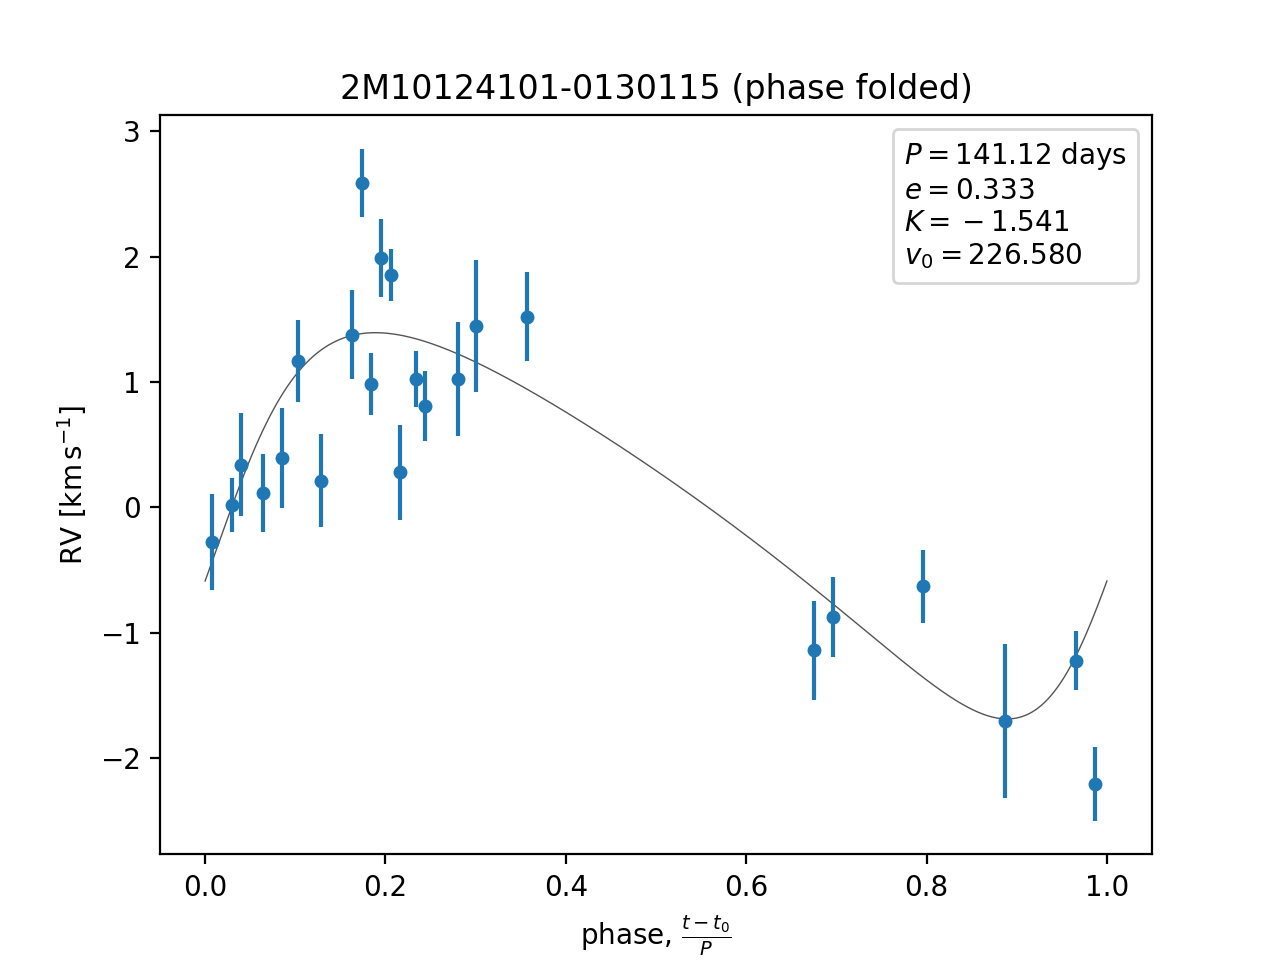 2M10124101-0130115 (phase folded)
P = 141.12 days
e = 0.333
K = −1.541
v₀ = 226.580
3
2
1
0
−1
−2
RV [km s⁻¹]
0.0 0.2 0.4 0.6 0.8 1.0
phase, (t − t₀)/P